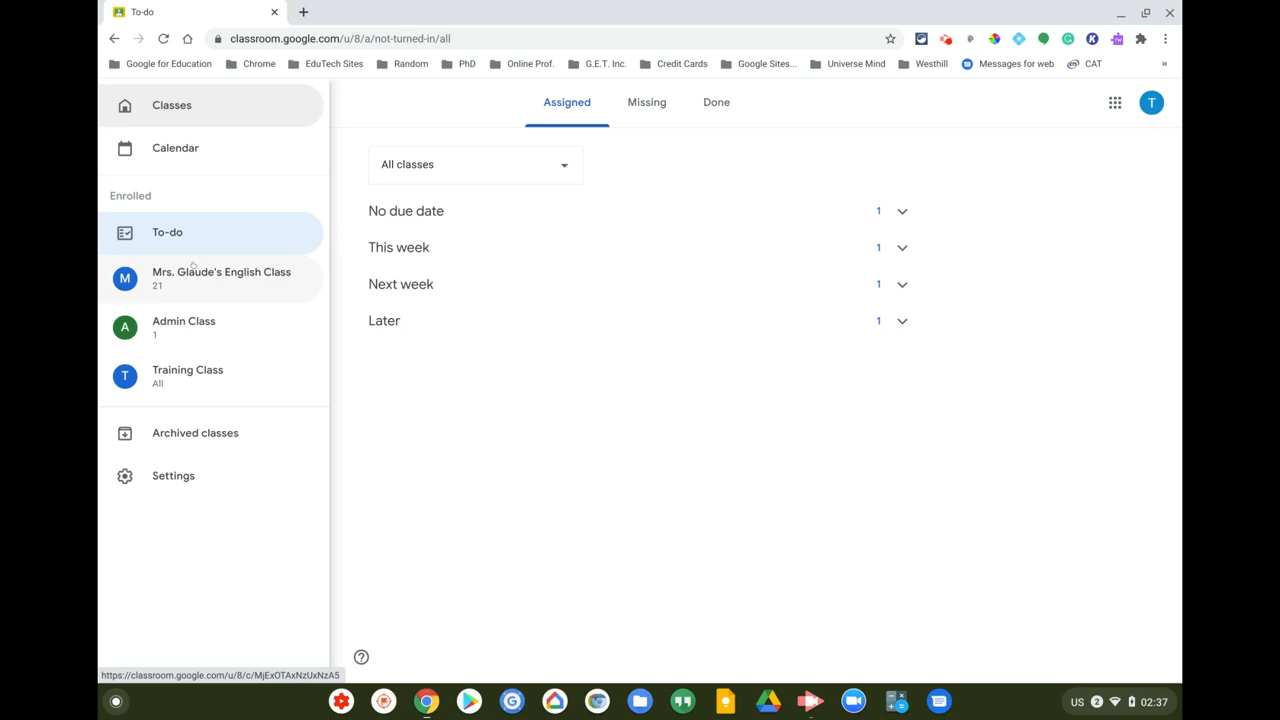 To-do
classroom.google.com/u/8/a/not-turned-in/all
Google for Education Chrome EduTech Sites Random PhD Online Prof. G.E.T. Inc. Credit Cards Google Sites... Universe Mind Westhill Messages for web CAT »
Classes
Calendar
Enrolled
To-do
M Mrs. Glaude's English Class
21
A Admin Class
1
T Training Class
All
Archived classes
Settings
Assigned Missing Done
T
All classes
No due date 1
This week 1
Next week 1
Later 1
https://classroom.google.com/u/8/c/MjExOTAxNzUxNzA5
US 2 02:37